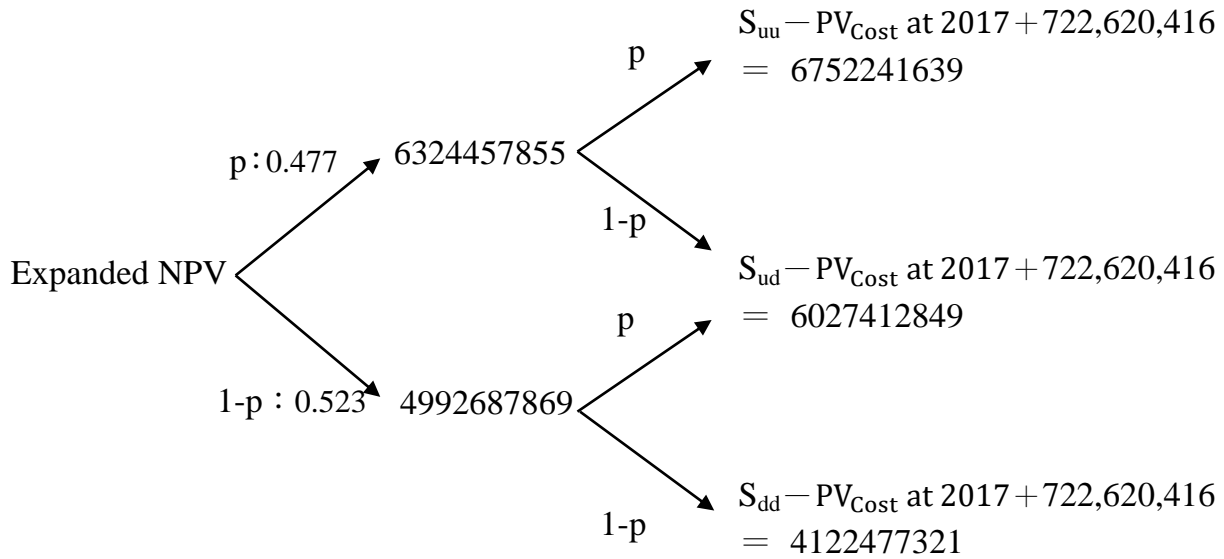 S_uu－PV_Cost at 2017＋722,620,416
＝ 6752241639
p
p：0.477
6324457855
1-p
Expanded NPV
S_ud－PV_Cost at 2017＋722,620,416
＝ 6027412849
p
1-p：0.523
4992687869
1-p
S_dd－PV_Cost at 2017＋722,620,416
＝ 4122477321